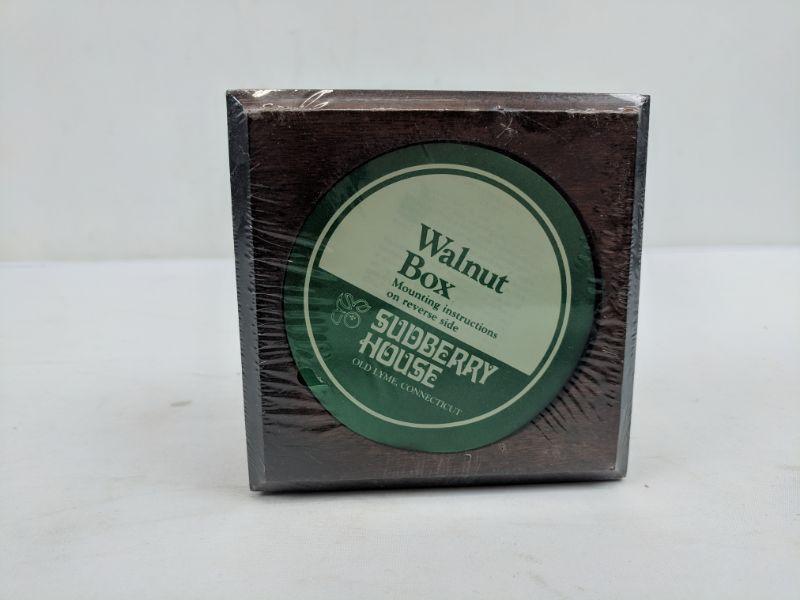 Walnut
Box
Mounting instructions
on reverse side
SUDBERRY
HOUSE
OLD LYME, CONNECTICUT